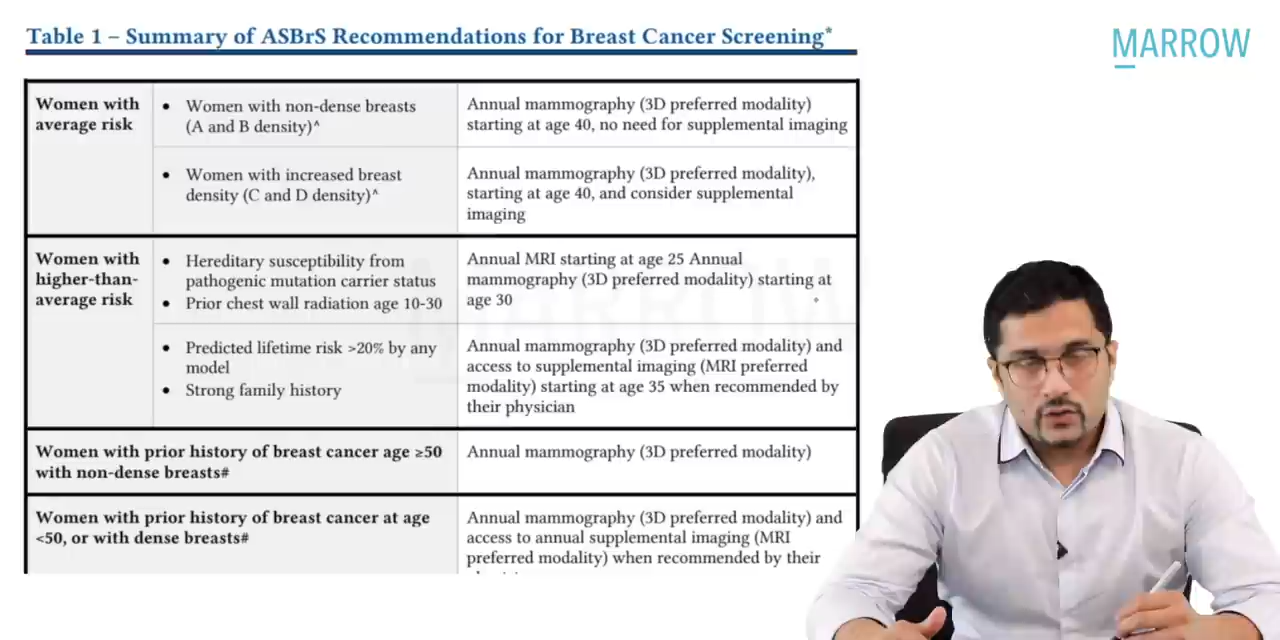 Table 1 – Summary of ASBrS Recommendations for Breast Cancer Screening*
MARROW
Women with
average risk
• Women with non-dense breasts
(A and B density)^
Annual mammography (3D preferred modality)
starting at age 40, no need for supplemental imaging
• Women with increased breast
density (C and D density)^
Annual mammography (3D preferred modality),
starting at age 40, and consider supplemental
imaging
Women with
higher-than-
average risk
• Hereditary susceptibility from
pathogenic mutation carrier status
• Prior chest wall radiation age 10-30
Annual MRI starting at age 25 Annual
mammography (3D preferred modality) starting at
age 30
• Predicted lifetime risk >20% by any
model
• Strong family history
Annual mammography (3D preferred modality) and
access to supplemental imaging (MRI preferred
modality) starting at age 35 when recommended by
their physician
Women with prior history of breast cancer age ≥50
with non-dense breasts#
Annual mammography (3D preferred modality)
Women with prior history of breast cancer at age
<50, or with dense breasts#
Annual mammography (3D preferred modality) and
access to annual supplemental imaging (MRI
preferred modality) when recommended by their
MARROW